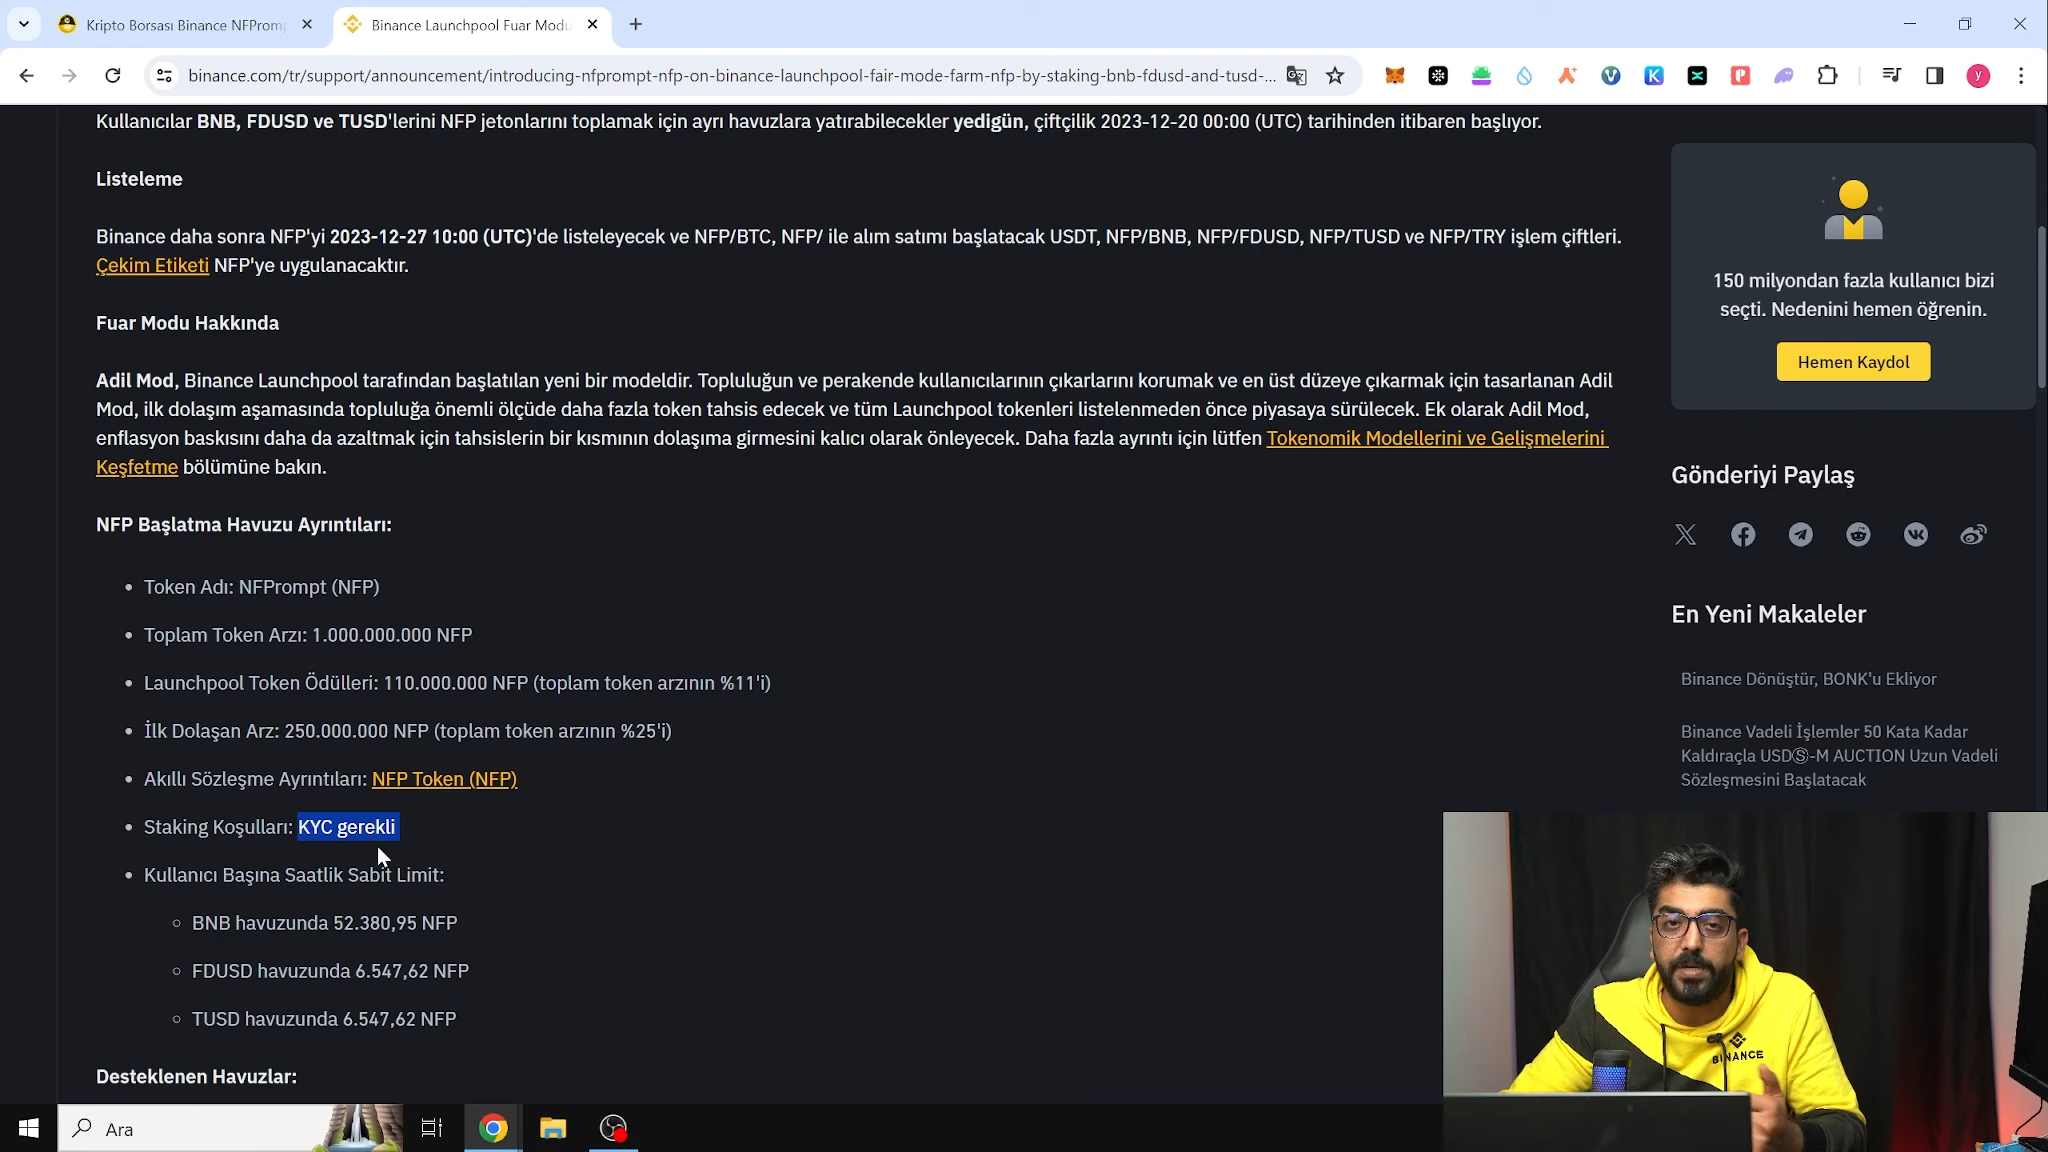 Kripto Borsası Binance NFPromp
Binance Launchpool Fuar Modu
binance.com/tr/support/announcement/introducing-nfprompt-nfp-on-binance-launchpool-fair-mode-farm-nfp-by-staking-bnb-fdusd-and-tusd-...
y
Kullanıcılar BNB, FDUSD ve TUSD'lerini NFP jetonlarını toplamak için ayrı havuzlara yatırabilecekler yedigün, çiftçilik 2023-12-20 00:00 (UTC) tarihinden itibaren başlıyor.
Listeleme
Binance daha sonra NFP'yi 2023-12-27 10:00 (UTC)'de listeleyecek ve NFP/BTC, NFP/ ile alım satımı başlatacak USDT, NFP/BNB, NFP/FDUSD, NFP/TUSD ve NFP/TRY işlem çiftleri.
Çekim Etiketi NFP'ye uygulanacaktır.
Fuar Modu Hakkında
Adil Mod, Binance Launchpool tarafından başlatılan yeni bir modeldir. Topluluğun ve perakende kullanıcılarının çıkarlarını korumak ve en üst düzeye çıkarmak için tasarlanan Adil
Mod, ilk dolaşım aşamasında topluluğa önemli ölçüde daha fazla token tahsis edecek ve tüm Launchpool tokenleri listelenmeden önce piyasaya sürülecek. Ek olarak Adil Mod,
enflasyon baskısını daha da azaltmak için tahsislerin bir kısmının dolaşıma girmesini kalıcı olarak önleyecek. Daha fazla ayrıntı için lütfen Tokenomik Modellerini ve Gelişmelerini
Keşfetme bölümüne bakın.
NFP Başlatma Havuzu Ayrıntıları:
• Token Adı: NFPrompt (NFP)
• Toplam Token Arzı: 1.000.000.000 NFP
• Launchpool Token Ödülleri: 110.000.000 NFP (toplam token arzının %11'i)
• İlk Dolaşan Arz: 250.000.000 NFP (toplam token arzının %25'i)
• Akıllı Sözleşme Ayrıntıları: NFP Token (NFP)
• Staking Koşulları: KYC gerekli
• Kullanıcı Başına Saatlik Sabit Limit:
◦ BNB havuzunda 52.380,95 NFP
◦ FDUSD havuzunda 6.547,62 NFP
◦ TUSD havuzunda 6.547,62 NFP
Desteklenen Havuzlar:
150 milyondan fazla kullanıcı bizi
seçti. Nedenini hemen öğrenin.
Hemen Kaydol
Gönderiyi Paylaş
En Yeni Makaleler
Binance Dönüştür, BONK'u Ekliyor
Binance Vadeli İşlemler 50 Kata Kadar
Kaldıraçla USDⓈ-M AUCTION Uzun Vadeli
Sözleşmesini Başlatacak
BINANCE
Ara